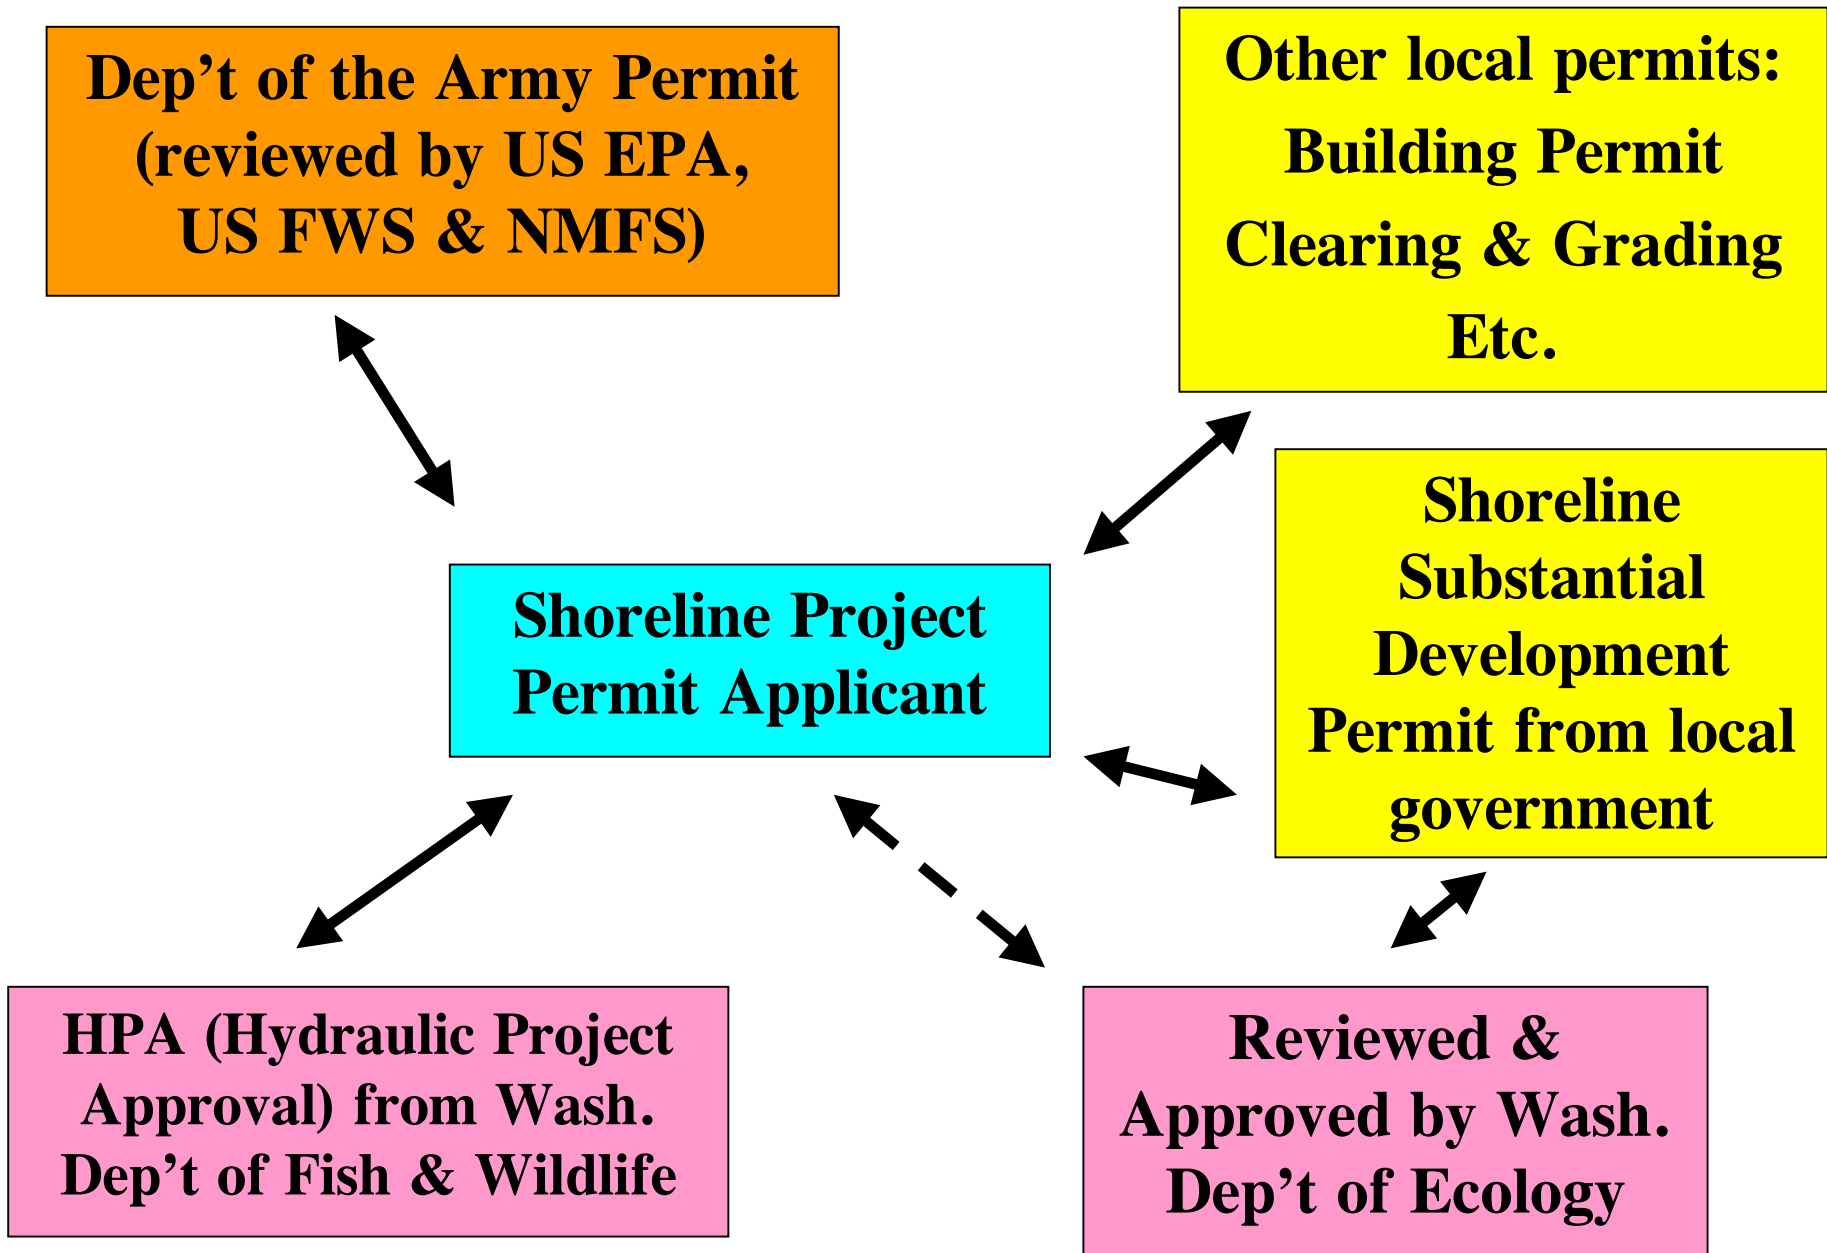 Dep’t of the Army Permit
(reviewed by US EPA,
US FWS & NMFS)
Other local permits:
Building Permit
Clearing & Grading
Etc.
Shoreline
Substantial
Development
Permit from local
government
Shoreline Project
Permit Applicant
HPA (Hydraulic Project
Approval) from Wash.
Dep’t of Fish & Wildlife
Reviewed &
Approved by Wash.
Dep’t of Ecology